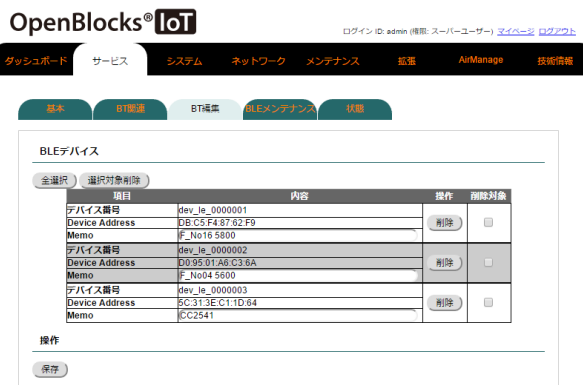 OpenBlocks® IoT
ログイン ID: admin (権限: スーパーユーザー) マイページ ログアウト
ダッシュボード サービス システム ネットワーク メンテナンス 拡張 AirManage 技術情報
基本 BT関連 BT編集 BLEメンテナンス 状態
BLEデバイス
全選択 選択対象削除
項目 内容 操作 削除対象
デバイス番号 dev_le_0000001
Device Address DB:C5:F4:87:62:F9 削除
Memo F_No16 5800
デバイス番号 dev_le_0000002
Device Address D0:95:01:A6:C3:6A 削除
Memo F_No04 5600
デバイス番号 dev_le_0000003
Device Address 5C:31:3E:C1:1D:64 削除
Memo CC2541
操作
保存